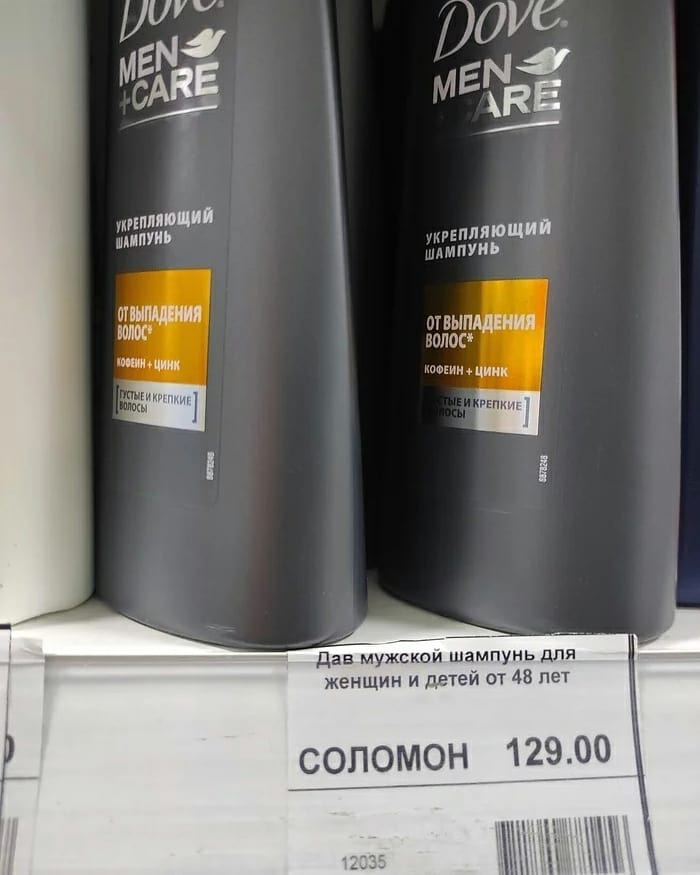 Dove.
MEN
+CARE
УКРЕПЛЯЮЩИЙ
ШАМПУНЬ
ОТ ВЫПАДЕНИЯ
ВОЛОС*
КОФЕИН + ЦИНК
[ГУСТЫЕ И КРЕПКИЕ
ВОЛОСЫ]
8878248
Dove.
MEN
CARE
УКРЕПЛЯЮЩИЙ
ШАМПУНЬ
ОТ ВЫПАДЕНИЯ
ВОЛОС*
КОФЕИН + ЦИНК
ГУСТЫЕ И КРЕПКИЕ
ВОЛОСЫ]
8878248
Дав мужской шампунь для
женщин и детей от 48 лет
СОЛОМОН 129.00
12035